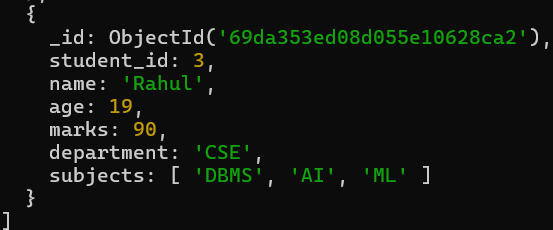 {
_id: ObjectId('69da353ed08d055e10628ca2'),
student_id: 3,
name: 'Rahul',
age: 19,
marks: 90,
department: 'CSE',
subjects: [ 'DBMS', 'AI', 'ML' ]
}
]